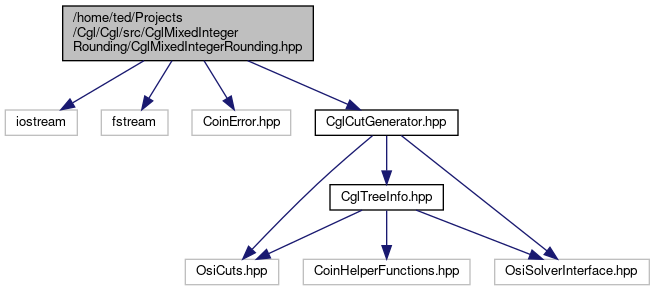 /home/ted/Projects
/Cgl/Cgl/src/CglMixedInteger
Rounding/CglMixedIntegerRounding.hpp
iostream
fstream
CoinError.hpp
CglCutGenerator.hpp
CglTreeInfo.hpp
OsiCuts.hpp
CoinHelperFunctions.hpp
OsiSolverInterface.hpp